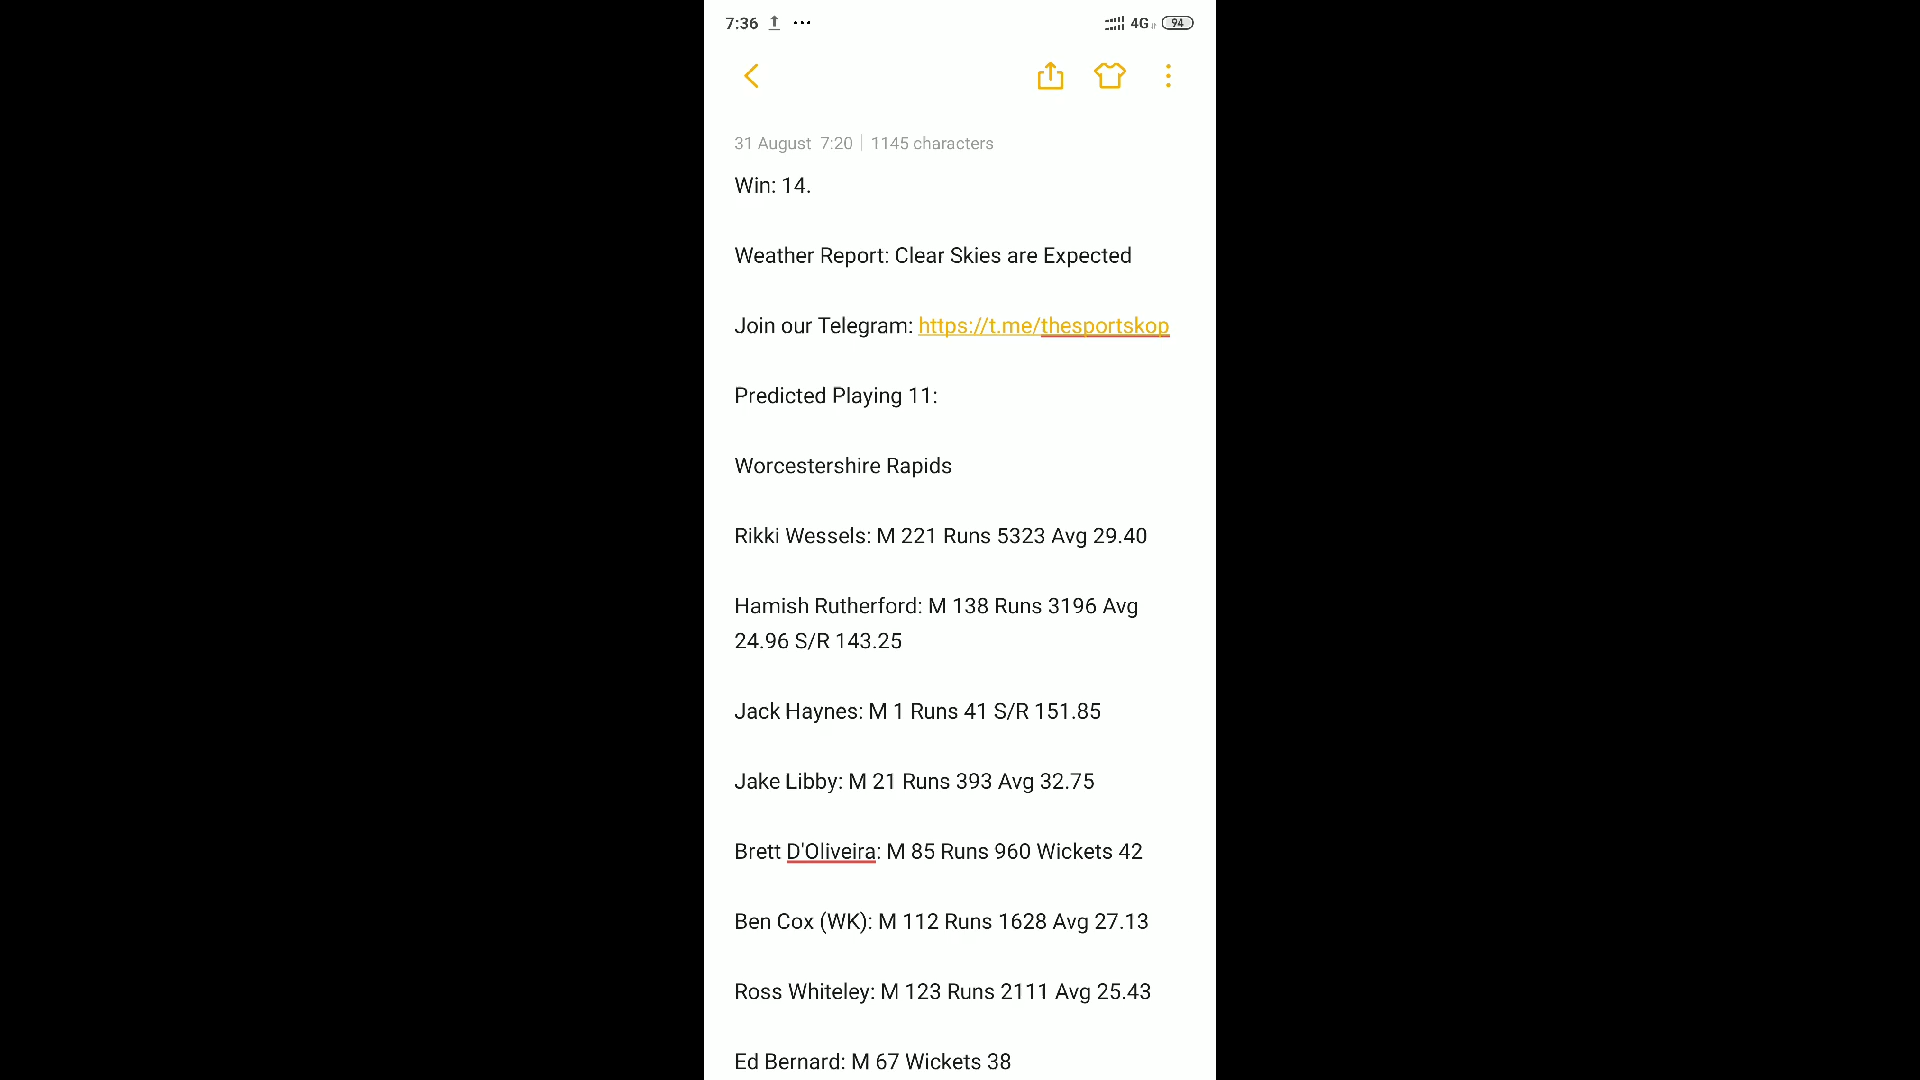 7:36 ••• 4G 94
31 August 7:20 | 1145 characters
Win: 14.
Weather Report: Clear Skies are Expected
Join our Telegram: https://t.me/thesportskop
Predicted Playing 11:
Worcestershire Rapids
Rikki Wessels: M 221 Runs 5323 Avg 29.40
Hamish Rutherford: M 138 Runs 3196 Avg
24.96 S/R 143.25
Jack Haynes: M 1 Runs 41 S/R 151.85
Jake Libby: M 21 Runs 393 Avg 32.75
Brett D'Oliveira: M 85 Runs 960 Wickets 42
Ben Cox (WK): M 112 Runs 1628 Avg 27.13
Ross Whiteley: M 123 Runs 2111 Avg 25.43
Ed Bernard: M 67 Wickets 38